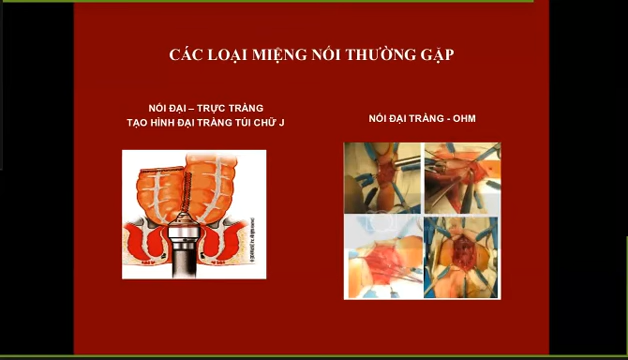 CÁC LOẠI MIỆNG NỐI THƯỜNG GẶP
NỐI ĐẠI – TRỰC TRÀNG
TẠO HÌNH ĐẠI TRÀNG TÚI CHỮ J
NỐI ĐẠI TRÀNG - OHM